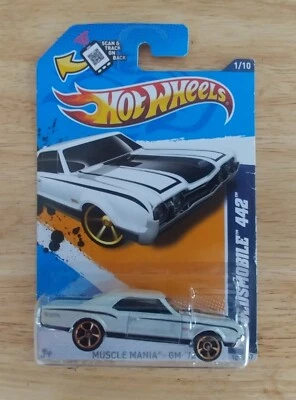 SCAN &
TRACK
ON
BACK
1/10
HOT WHEELS
OLDSMOBILE 442
MUSCLE MANIA - GM